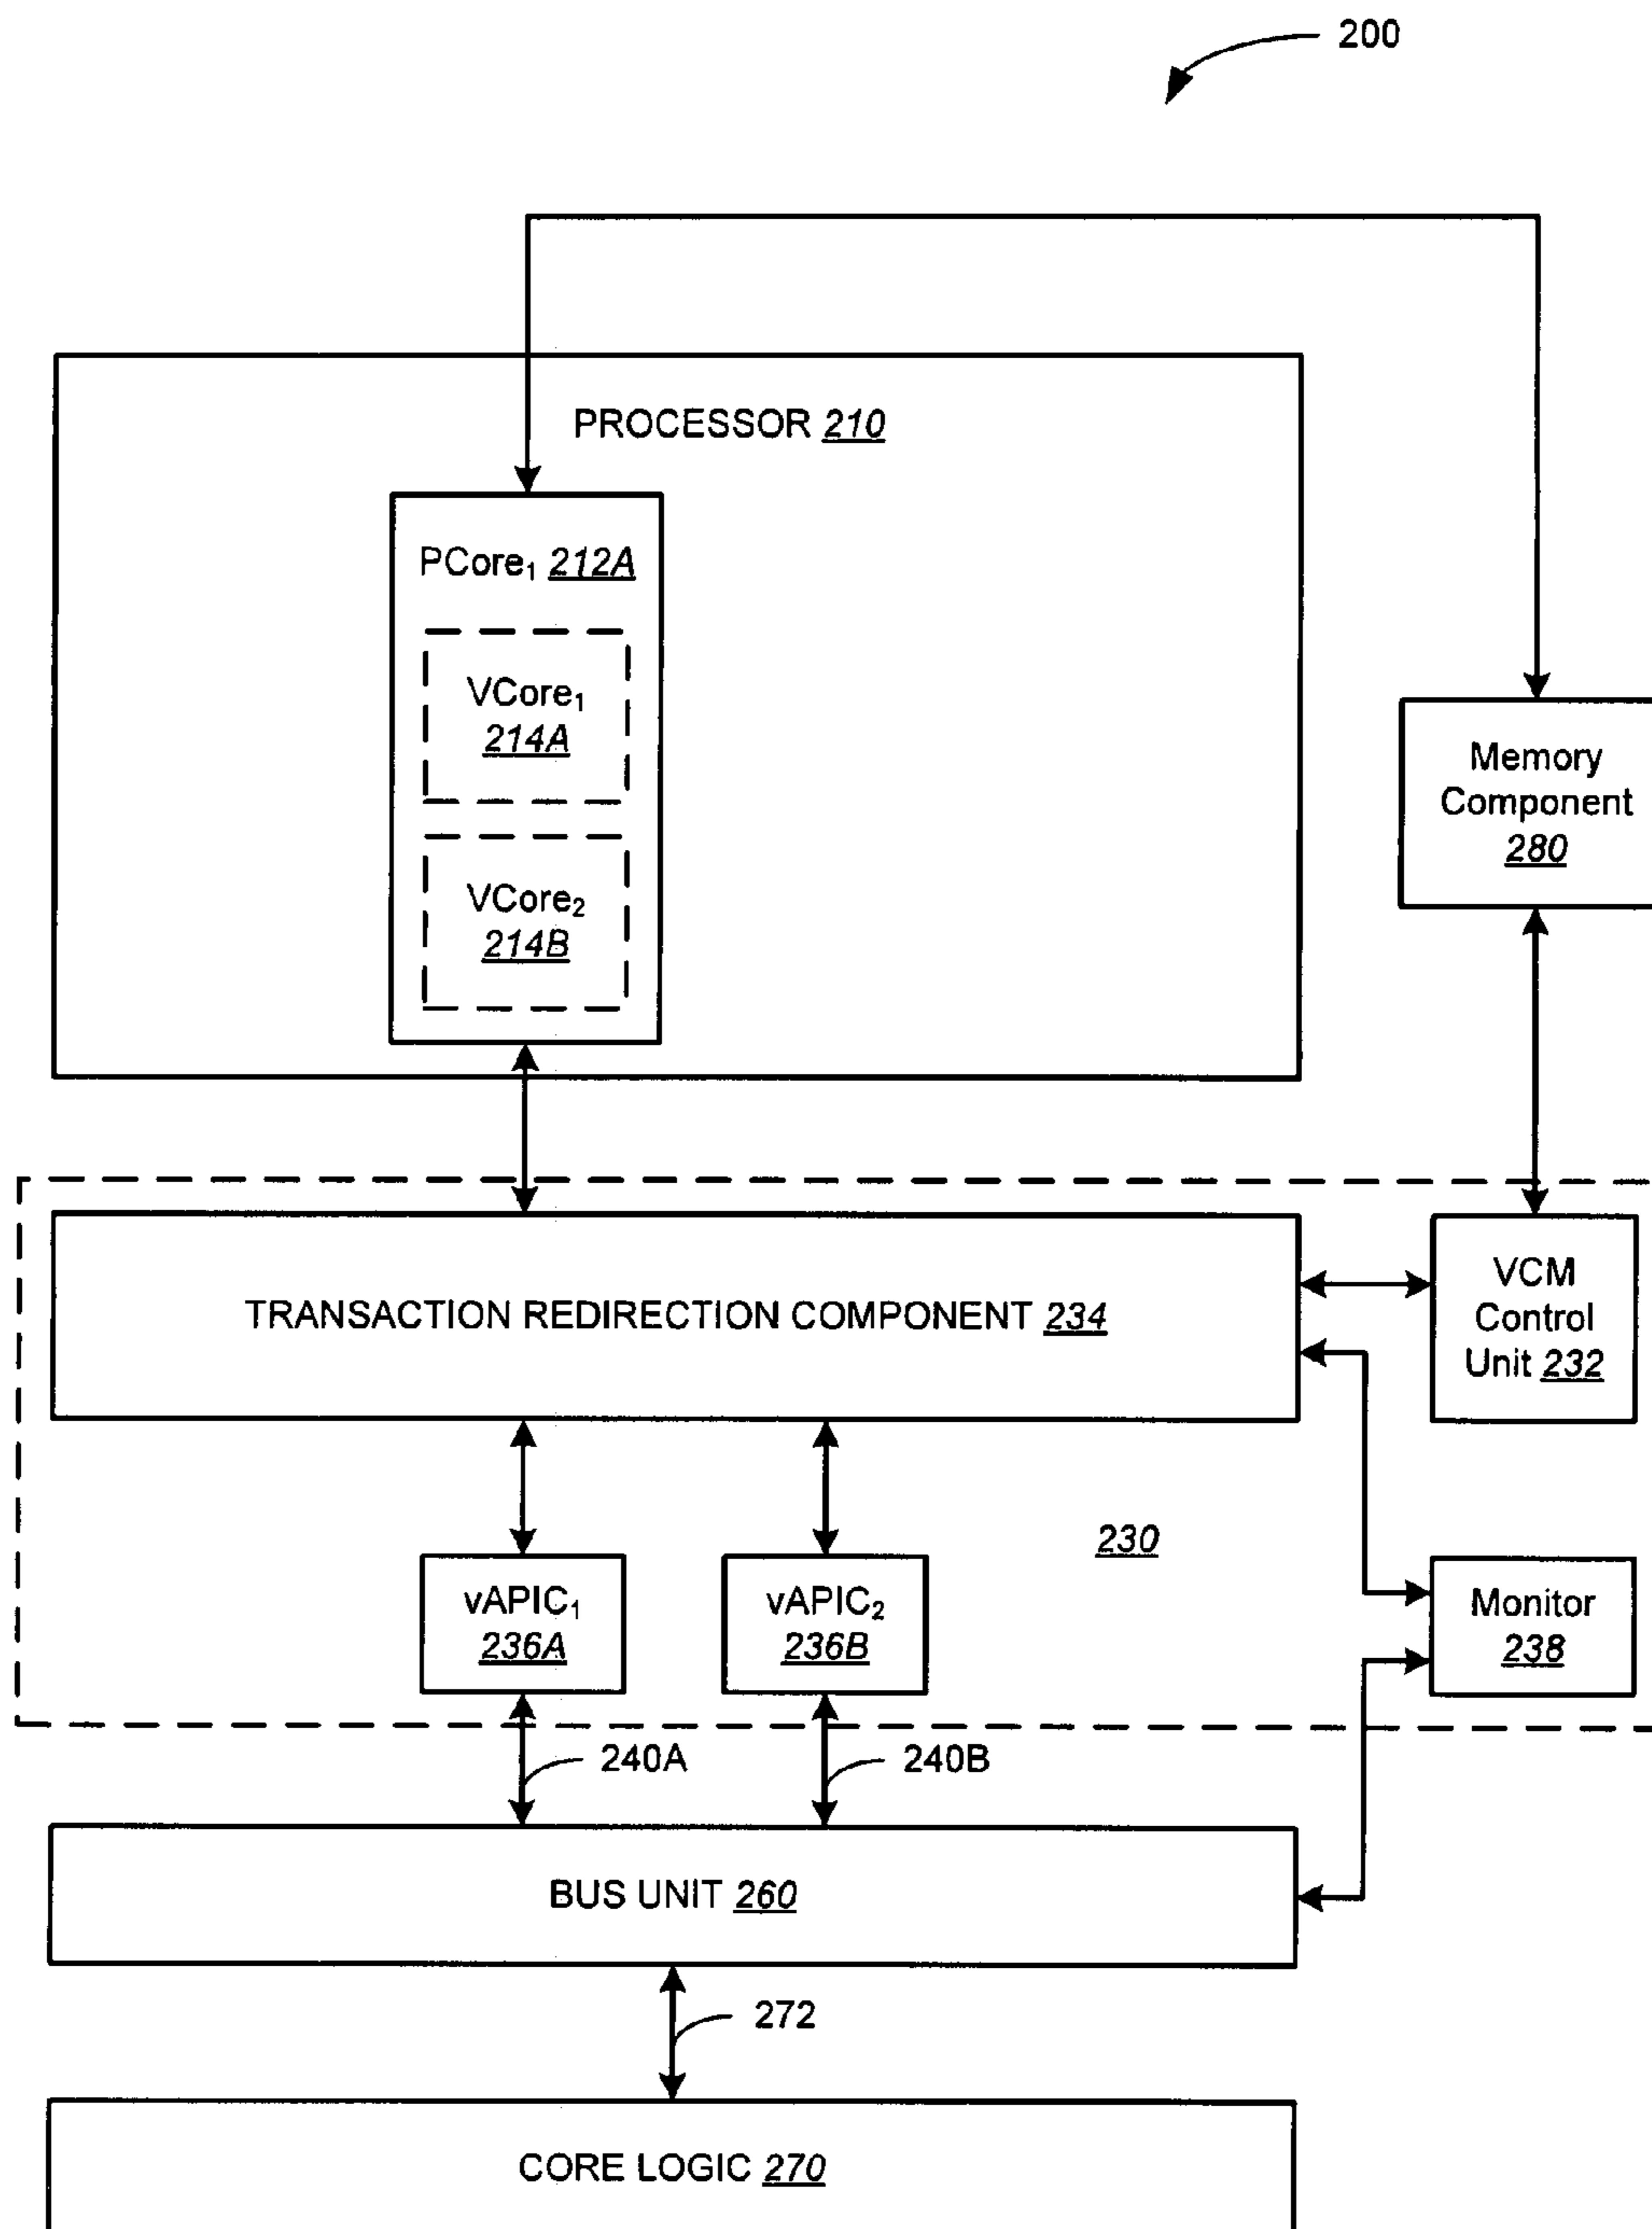 200
PROCESSOR 210
PCore₁ 212A
VCore₁
214A
VCore₂
214B
Memory
Component
280
TRANSACTION REDIRECTION COMPONENT 234
VCM
Control
Unit 232
230
vAPIC₁
236A
vAPIC₂
236B
Monitor
238
240A
240B
BUS UNIT 260
272
CORE LOGIC 270